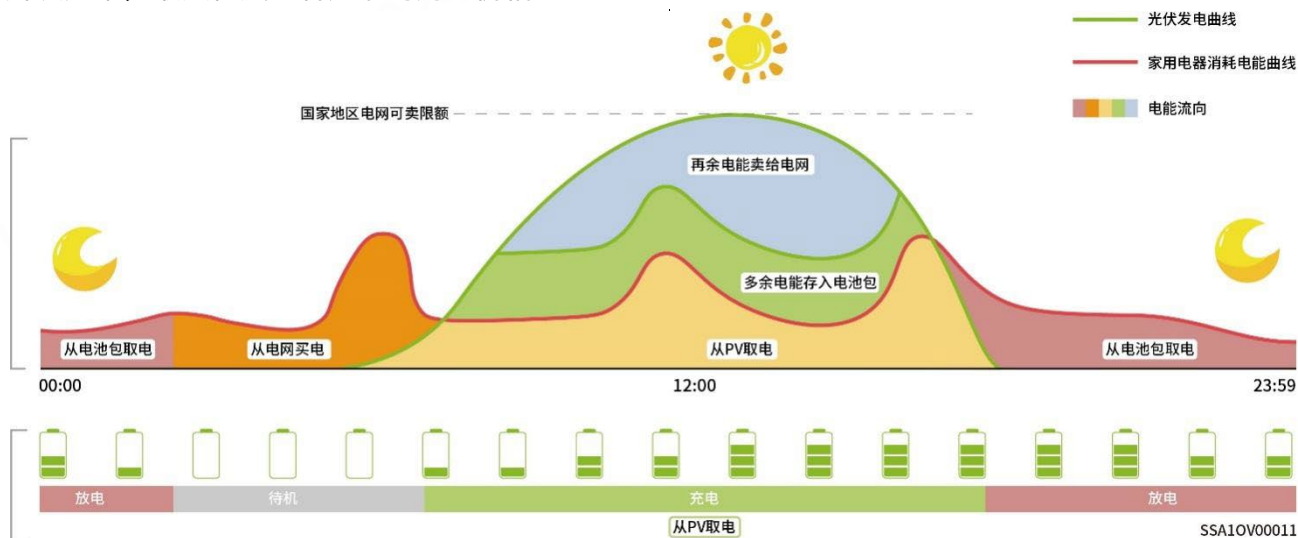 光伏发电曲线
家用电器消耗电能曲线
电能流向
国家地区电网可卖限额
再余电能卖给电网
多余电能存入电池包
从电池包取电
从电网买电
从PV取电
从电池包取电
00:00
12:00
23:59
放电
待机
充电
放电
从PV取电
SSA1OV00011